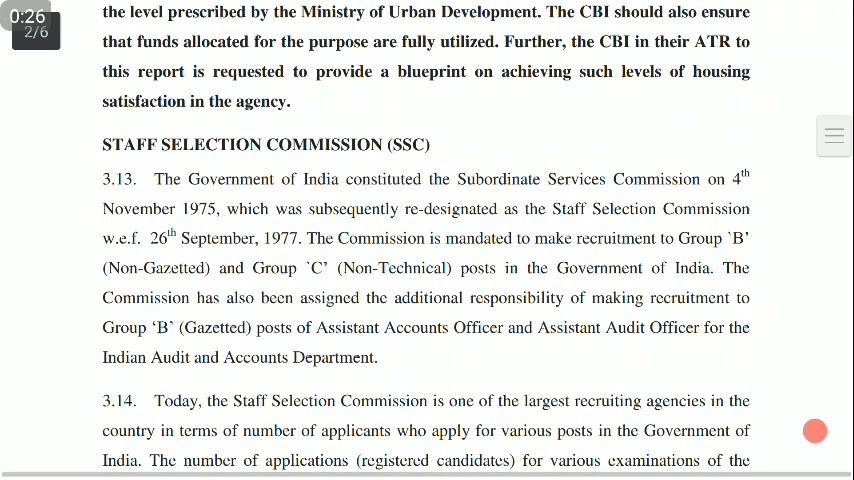 0:26
2/6
the level prescribed by the Ministry of Urban Development. The CBI should also ensure
that funds allocated for the purpose are fully utilized. Further, the CBI in their ATR to
this report is requested to provide a blueprint on achieving such levels of housing
satisfaction in the agency.
STAFF SELECTION COMMISSION (SSC)
3.13. The Government of India constituted the Subordinate Services Commission on 4th
November 1975, which was subsequently re-designated as the Staff Selection Commission
w.e.f. 26th September, 1977. The Commission is mandated to make recruitment to Group `B’
(Non-Gazetted) and Group `C’ (Non-Technical) posts in the Government of India. The
Commission has also been assigned the additional responsibility of making recruitment to
Group ‘B’ (Gazetted) posts of Assistant Accounts Officer and Assistant Audit Officer for the
Indian Audit and Accounts Department.
3.14. Today, the Staff Selection Commission is one of the largest recruiting agencies in the
country in terms of number of applicants who apply for various posts in the Government of
India. The number of applications (registered candidates) for various examinations of the